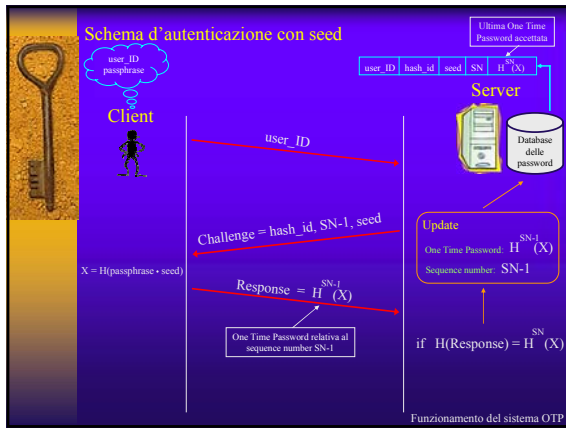 Schema d'autenticazione con seed
Ultima One Time
Password accettata
user_ID
passphrase
user_ID hash_id seed SN H^SN(X)
Client
Server
user_ID
Database
delle
password
Challenge = hash_id, SN-1, seed
Update
One Time Password: H^SN-1(X)
Sequence number: SN-1
X = H(passphrase • seed)
Response = H^SN-1(X)
One Time Password relativa al
sequence number SN-1
if H(Response) = H^SN(X)
Funzionamento del sistema OTP